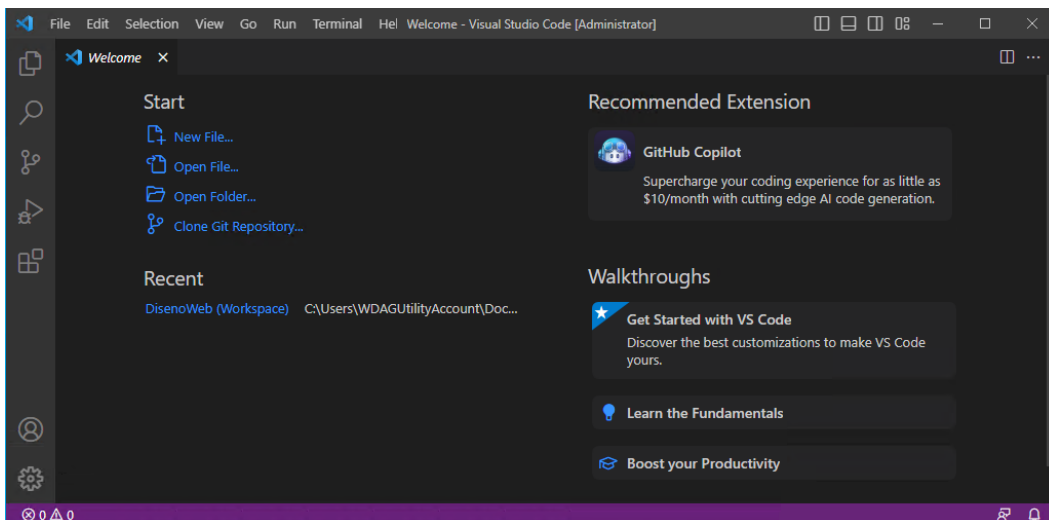 File Edit Selection View Go Run Terminal Hel Welcome - Visual Studio Code [Administrator]
Welcome
Start
New File...
Open File...
Open Folder...
Clone Git Repository...
Recent
DisenoWeb (Workspace) C:\Users\WDAGUtilityAccount\Doc...
Recommended Extension
GitHub Copilot
Supercharge your coding experience for as little as
$10/month with cutting edge AI code generation.
Walkthroughs
Get Started with VS Code
Discover the best customizations to make VS Code
yours.
Learn the Fundamentals
Boost your Productivity
0 0